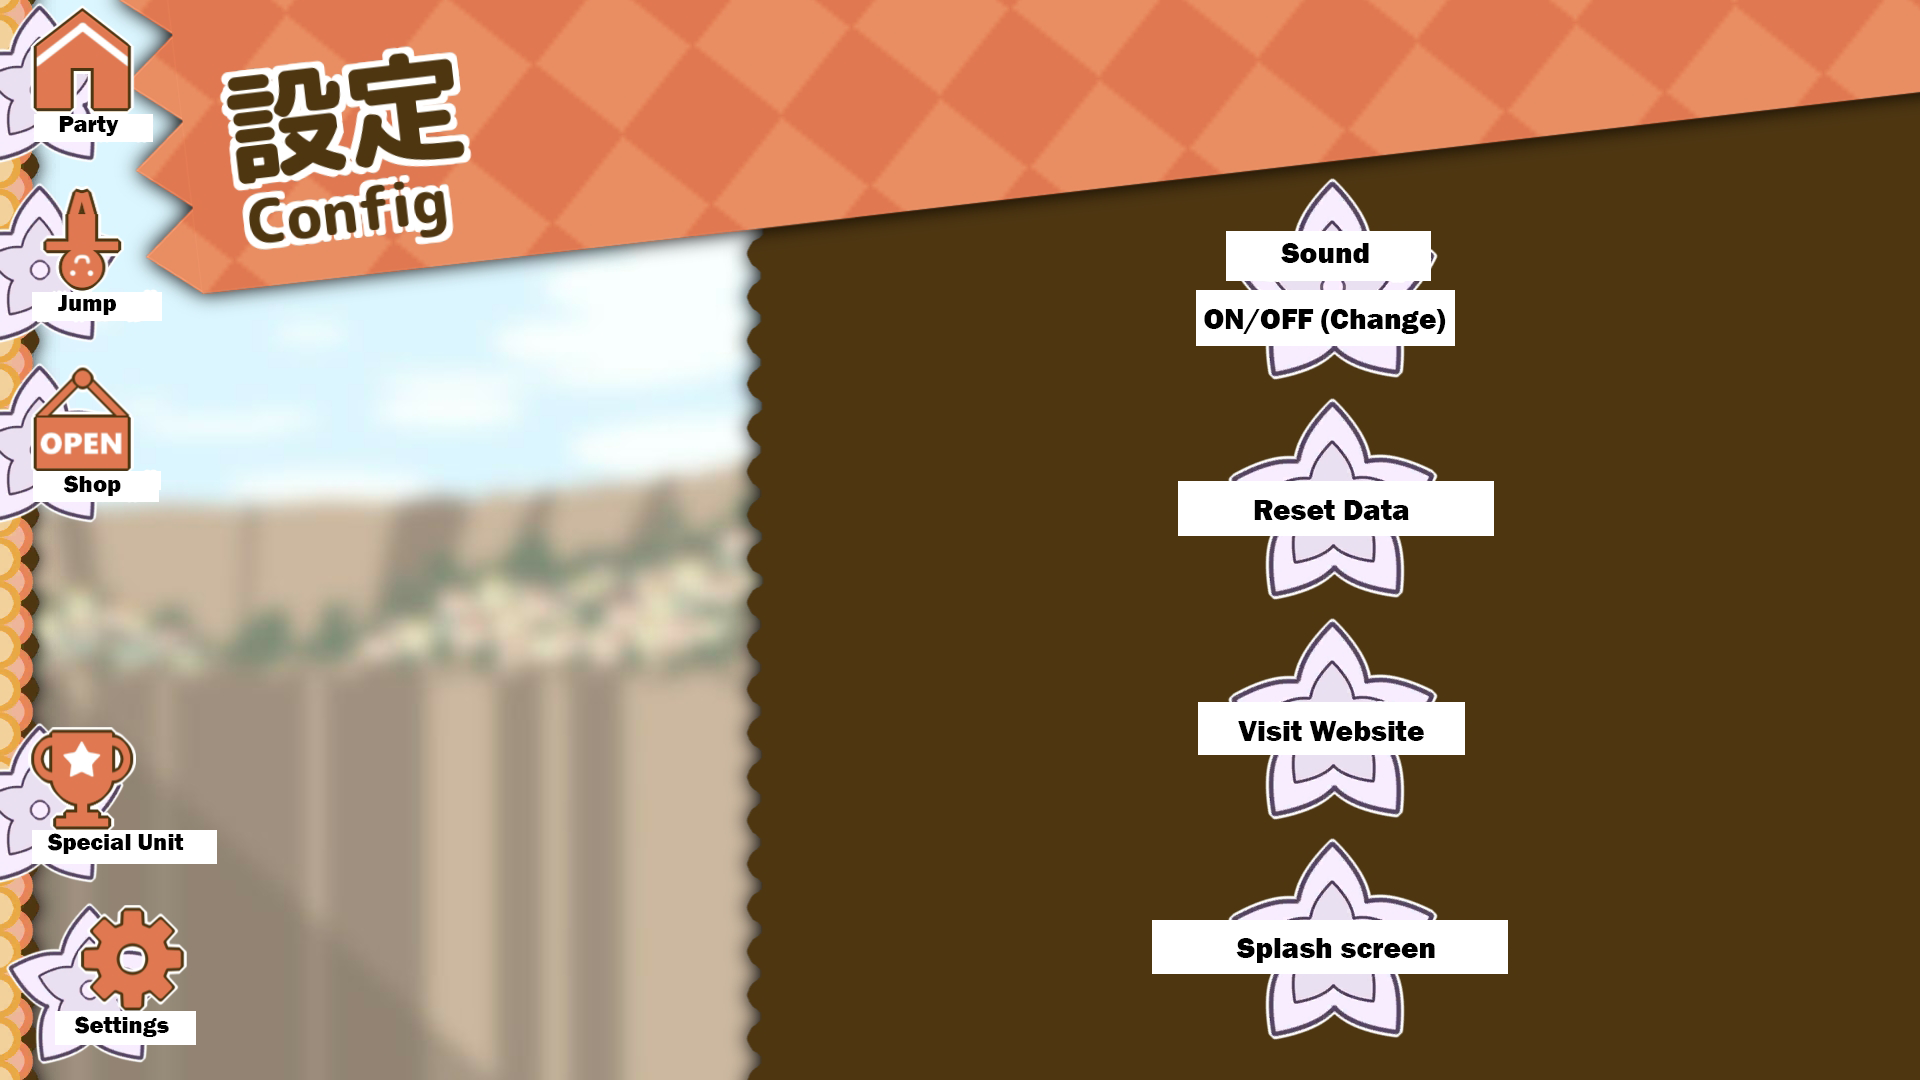 設定
Config
Party
Jump
OPEN
Shop
Special Unit
Settings
Sound
ON/OFF (Change)
Reset Data
Visit Website
Splash screen